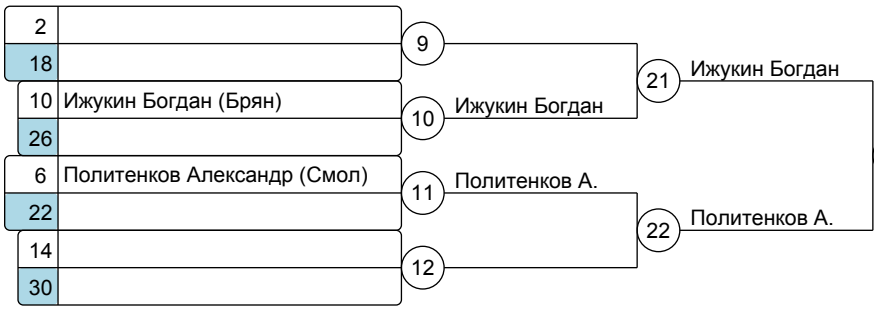 2
9
18
21 Ижукин Богдан
10 Ижукин Богдан (Брян)
10 Ижукин Богдан
26
6 Политенков Александр (Смол)
11 Политенков А.
22
22 Политенков А.
14
12
30